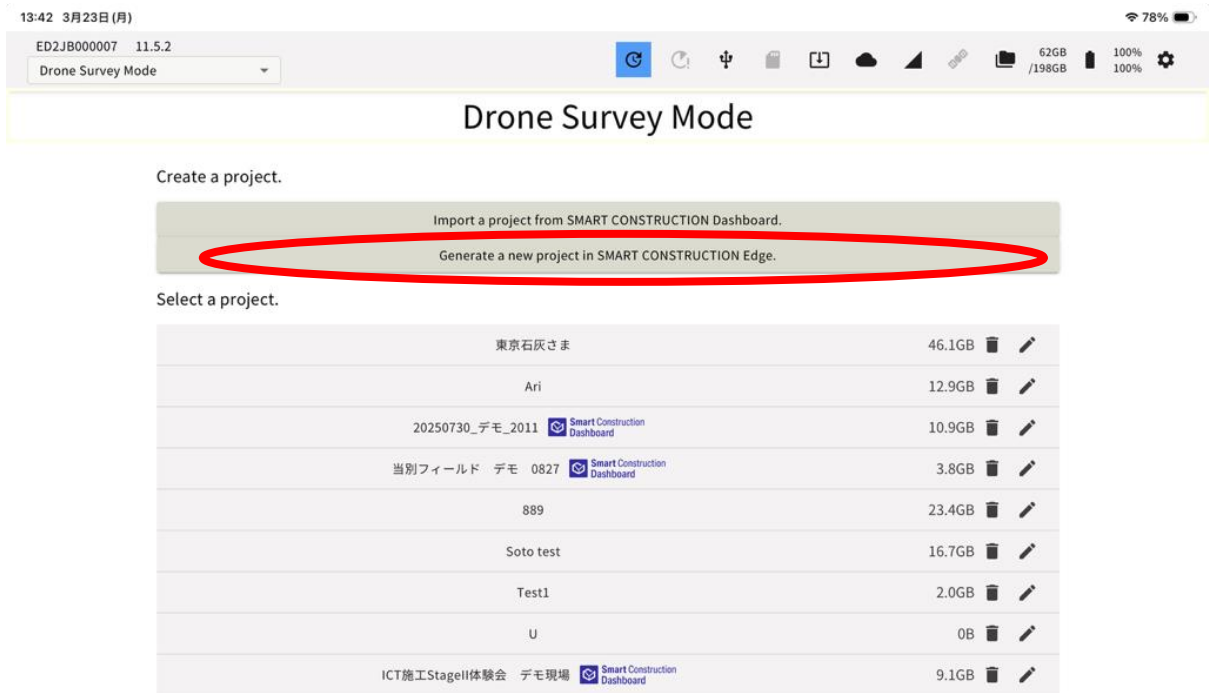 13:42 3月23日(月)
78%
ED2JB000007 11.5.2
Drone Survey Mode
62GB
/198GB
100%
100%
Drone Survey Mode
Create a project.
Import a project from SMART CONSTRUCTION Dashboard.
Generate a new project in SMART CONSTRUCTION Edge.
Select a project.
東京石灰さま 46.1GB
Ari 12.9GB
20250730_デモ_2011 Smart Construction Dashboard 10.9GB
当別フィールド デモ 0827 Smart Construction Dashboard 3.8GB
889 23.4GB
Soto test 16.7GB
Test1 2.0GB
U 0B
ICT施工StageII体験会 デモ現場 Smart Construction Dashboard 9.1GB